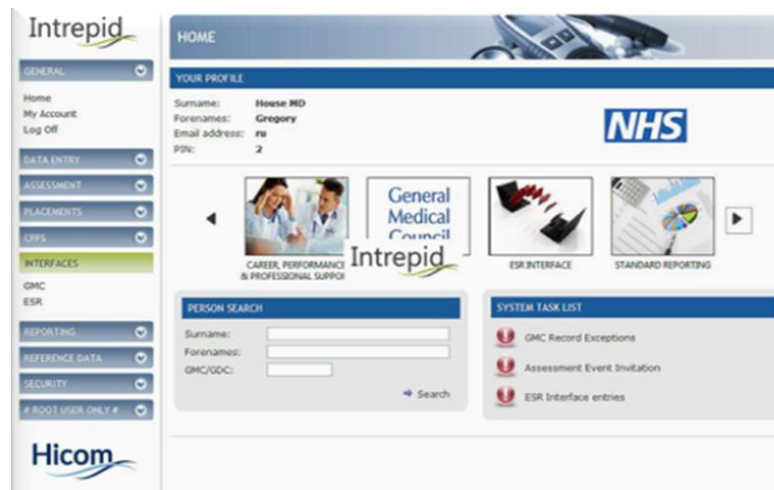 Intrepid
GENERAL
Home
My Account
Log Off
DATA ENTRY
ASSESSMENT
PLACEMENTS
CPPS
INTERFACES
GMC
ESR
REPORTING
REFERENCE DATA
SECURITY
# ROOT USER ONLY #
Hicom
HOME
YOUR PROFILE
Surname: House MD
Forenames: Gregory
Email address: ru
PIN: 2
NHS
General
Medical
Council
Intrepid
CAREER, PERFORMANCE
& PROFESSIONAL SUPPO
ESR INTERFACE
STANDARD REPORTING
PERSON SEARCH
Surname:
Forenames:
GMC/GDC:
Search
SYSTEM TASK LIST
GMC Record Exceptions
Assessment Event Invitation
ESR Interface entries